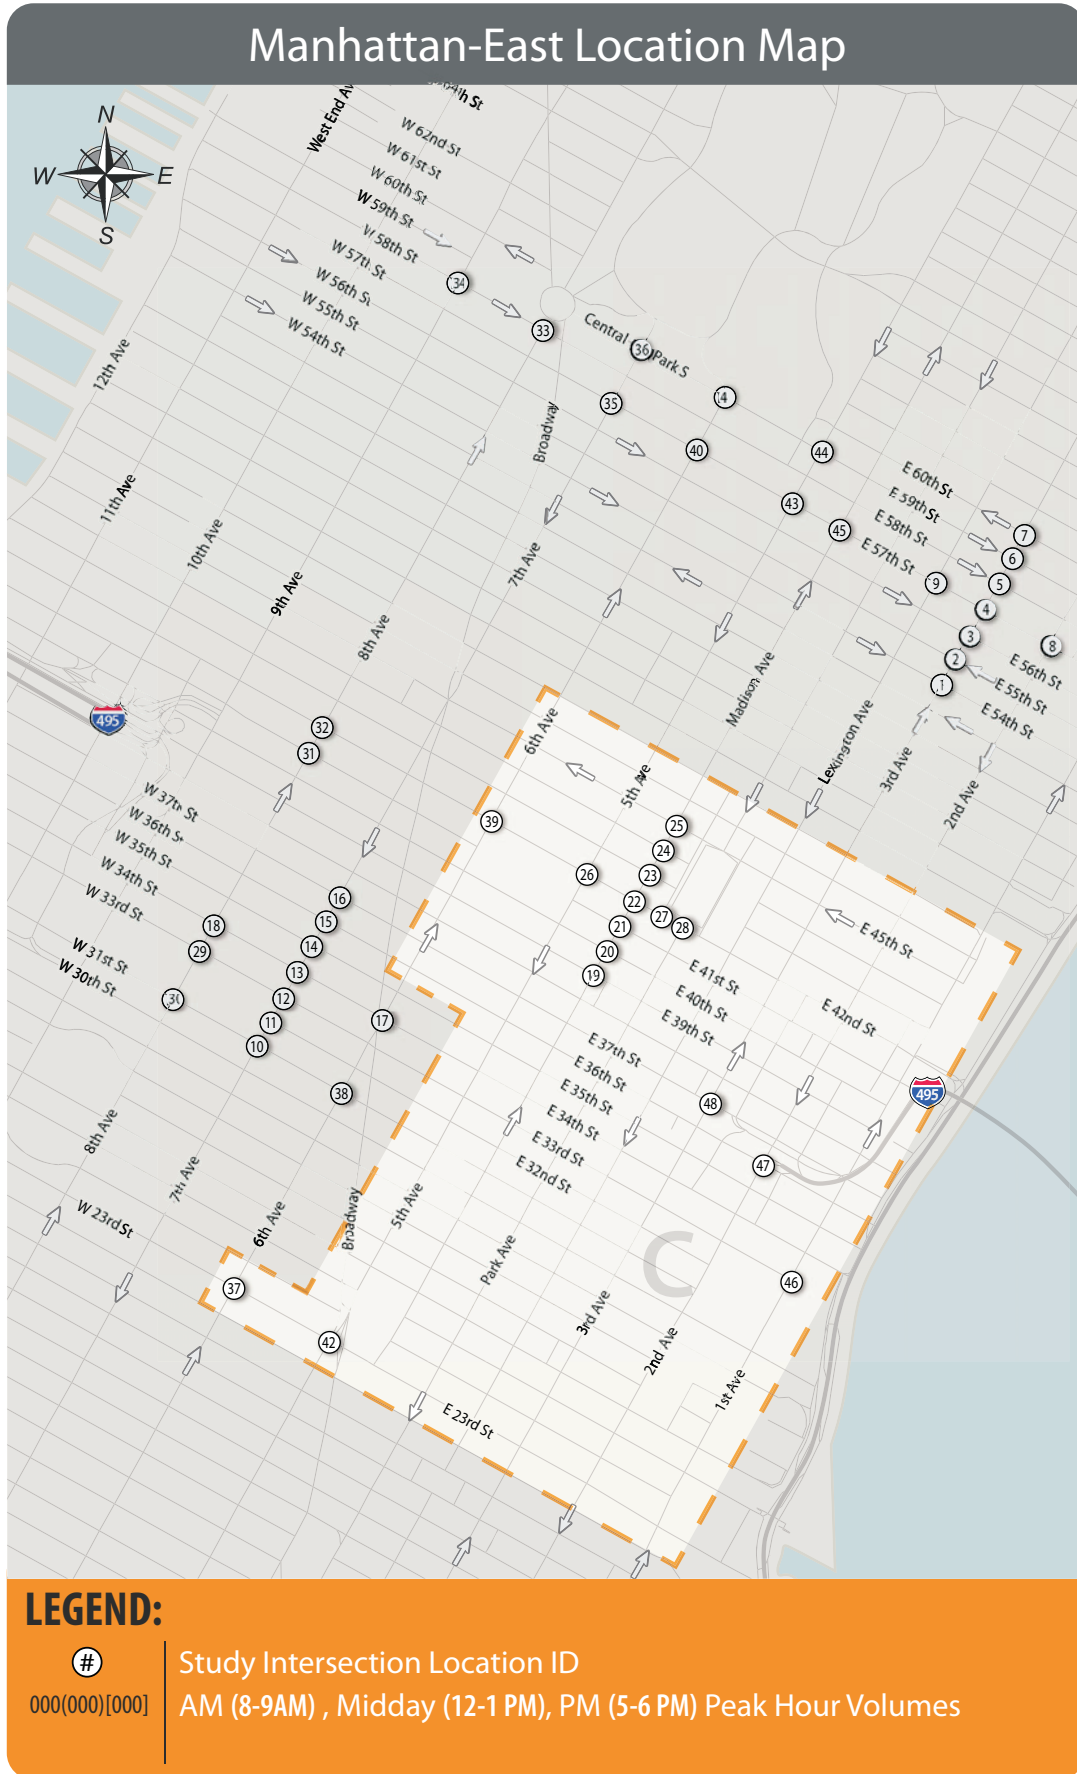 Manhattan-East Location Map
N
W E
S
West End Av
W 62nd St
W 61st St
W 60th St
W 59th St
W 58th St
W 57th St
W 56th St
W 55th St
W 54th St
34
33
Central Park S
36
35
40
44
43
45
12th Ave
11th Ave
10th Ave
9th Ave
8th Ave
Broadway
7th Ave
E 60th St
E 59th St
E 58th St
E 57th St
7
6
5
9
4
3
2
1
8
E 56th St
E 55th St
E 54th St
Madison Ave
Lexington Ave
3rd Ave
2nd Ave
495
32
31
6th Ave
5th Ave
W 37th St
W 36th St
W 35th St
W 34th St
W 33rd St
W 31st St
W 30th St
39
25
24
23
26
22
27
28
21
20
19
16
15
14
13
12
11
10
18
29
17
38
E 45th St
E 41st St
E 40th St
E 39th St
E 42nd St
E 37th St
E 36th St
E 35th St
E 34th St
E 33rd St
E 32nd St
495
48
47
46
8th Ave
7th Ave
6th Ave
Broadway
5th Ave
Park Ave
3rd Ave
2nd Ave
1st Ave
W 23rd St
C
37
42
E 23rd St
LEGEND:
# Study Intersection Location ID
000(000)[000] AM (8-9AM) , Midday (12-1 PM), PM (5-6 PM) Peak Hour Volumes